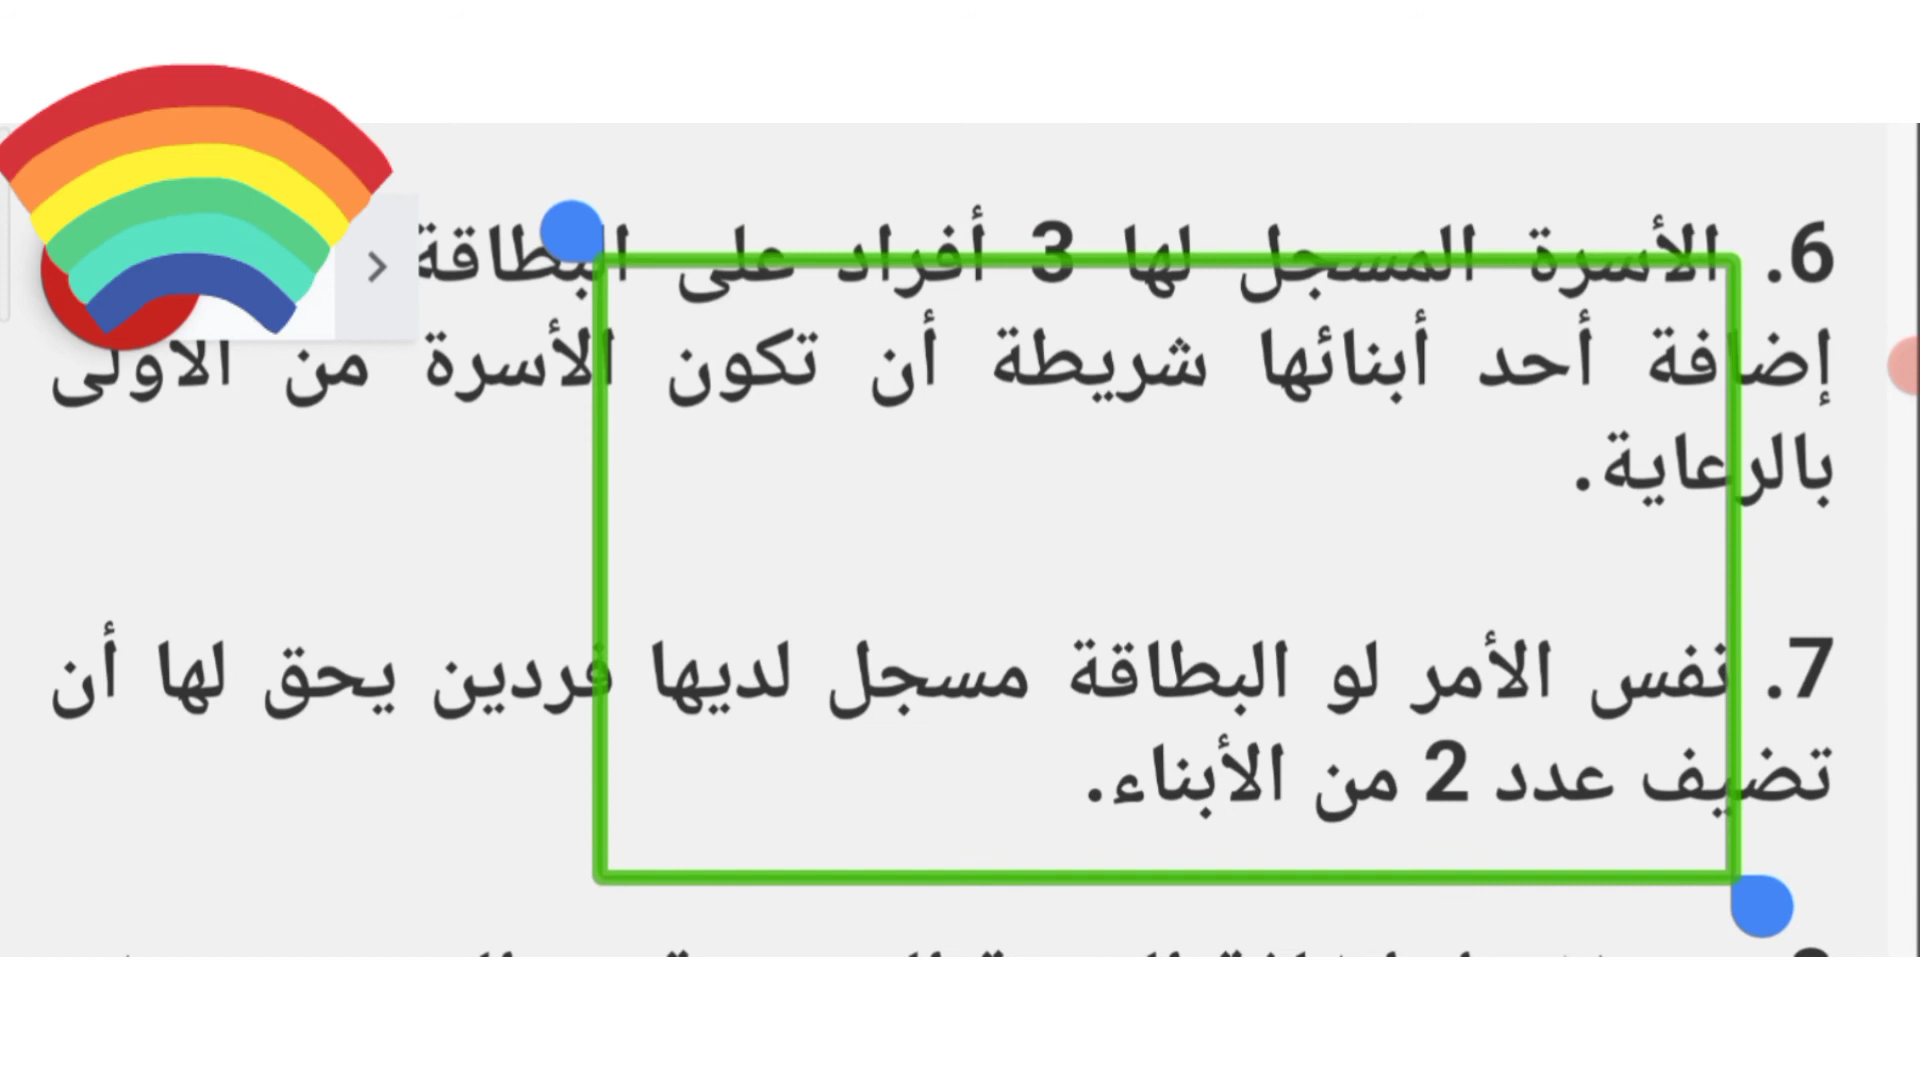 6. الأسرة المسجل لها 3 أفراد على البطاقة
إضافة أحد أبنائها شريطة أن تكون الأسرة من الأولى
بالرعاية.
7. نفس الأمر لو البطاقة مسجل لديها فردين يحق لها أن
تضيف عدد 2 من الأبناء.